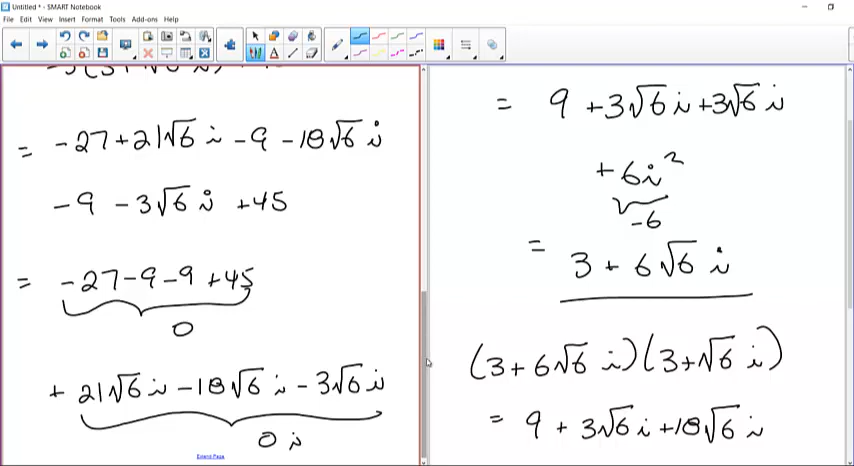 Untitled * - SMART Notebook
File Edit View Insert Format Tools Add-ons Help
= -27 + 21√6 i - 9 - 18√6 i
- 9 - 3√6 i + 45
= -27 - 9 - 9 + 45
0
+ 21√6 i - 18√6 i - 3√6 i
0 i
Extend Page
= 9 + 3√6 i + 3√6 i
+ 6i²
-6
= 3 + 6√6 i
(3 + 6√6 i)(3 + √6 i)
= 9 + 3√6 i + 18√6 i